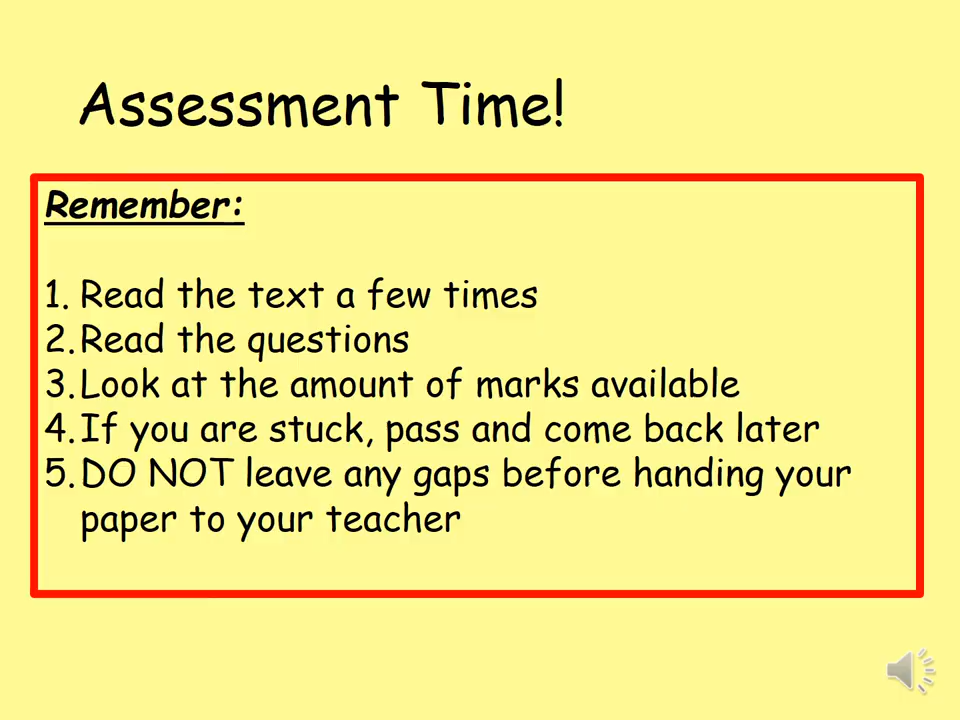 Assessment Time!
Remember:
1. Read the text a few times
2. Read the questions
3. Look at the amount of marks available
4. If you are stuck, pass and come back later
5. DO NOT leave any gaps before handing your
paper to your teacher